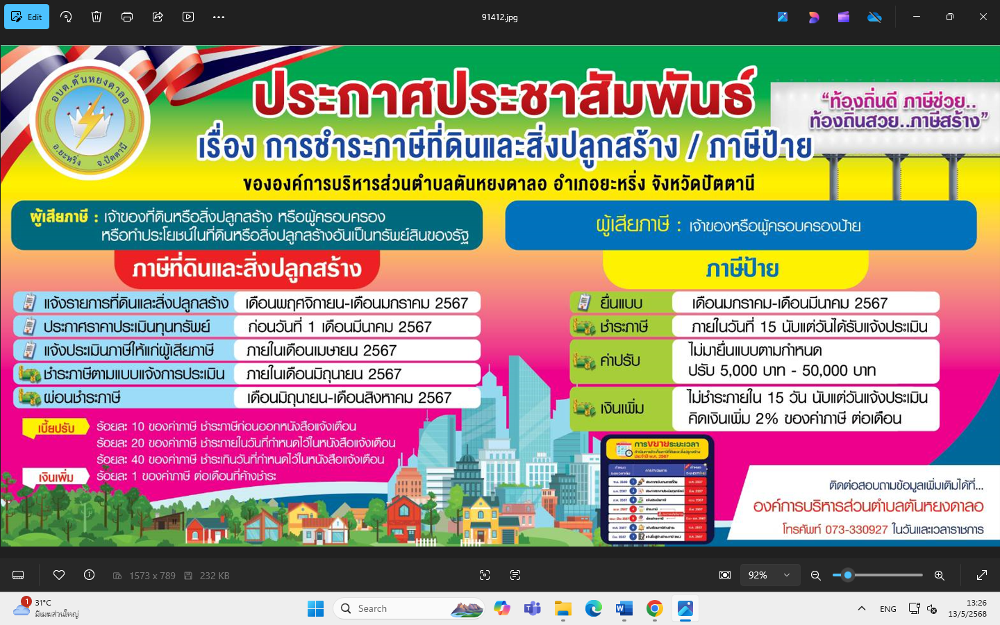 Edit
91412.jpg
อบต.ตันหยงดาลอ
อ.ยะหริ่ง จ.ปัตตานี
ประกาศประชาสัมพันธ์
เรื่อง การชำระภาษีที่ดินและสิ่งปลูกสร้าง / ภาษีป้าย
ขององค์การบริหารส่วนตำบลตันหยงดาลอ อำเภอยะหริ่ง จังหวัดปัตตานี
“ท้องถิ่นดี ภาษีช่วย..
ท้องถิ่นสวย..ภาษีสร้าง”
ผู้เสียภาษี : เจ้าของที่ดินหรือสิ่งปลูกสร้าง หรือผู้ครอบครอง
หรือทำประโยชน์ในที่ดินหรือสิ่งปลูกสร้างอันเป็นทรัพย์สินของรัฐ
ภาษีที่ดินและสิ่งปลูกสร้าง
แจ้งรายการที่ดินและสิ่งปลูกสร้าง เดือนพฤศจิกายน-เดือนมกราคม 2567
ประกาศราคาประเมินทุนทรัพย์ ก่อนวันที่ 1 เดือนมีนาคม 2567
แจ้งประเมินภาษีให้แก่ผู้เสียภาษี ภายในเดือนเมษายน 2567
ชำระภาษีตามแบบแจ้งการประเมิน ภายในเดือนมิถุนายน 2567
ผ่อนชำระภาษี เดือนมิถุนายน-เดือนสิงหาคม 2567
เบี้ยปรับ ร้อยละ 10 ของค่าภาษี ชำระภาษีก่อนออกหนังสือแจ้งเตือน
ร้อยละ 20 ของค่าภาษี ชำระภายในวันที่กำหนดไว้ในหนังสือแจ้งเตือน
ร้อยละ 40 ของค่าภาษี ชำระเกินวันที่กำหนดไว้ในหนังสือแจ้งเตือน
เงินเพิ่ม ร้อยละ 1 ของค่าภาษี ต่อเดือนที่ค้างชำระ
ผู้เสียภาษี : เจ้าของหรือผู้ครอบครองป้าย
ภาษีป้าย
ยื่นแบบ เดือนมกราคม-เดือนมีนาคม 2567
ชำระภาษี ภายในวันที่ 15 นับแต่วันได้รับแจ้งประเมิน
ค่าปรับ ไม่มายื่นแบบตามกำหนด
ปรับ 5,000 บาท - 50,000 บาท
เงินเพิ่ม ไม่ชำระภายใน 15 วัน นับแต่วันแจ้งประเมิน
คิดเงินเพิ่ม 2% ของค่าภาษี ต่อเดือน
การขยายระยะเวลา
ติดต่อสอบถามข้อมูลเพิ่มเติมได้ที่...
องค์การบริหารส่วนตำบลตันหยงดาลอ
โทรศัพท์ 073-330927 ในวันและเวลาราชการ
1573 x 789 232 KB
92%
1
31°C
มีเมฆส่วนใหญ่
Search
ENG
13:26
13/5/2568